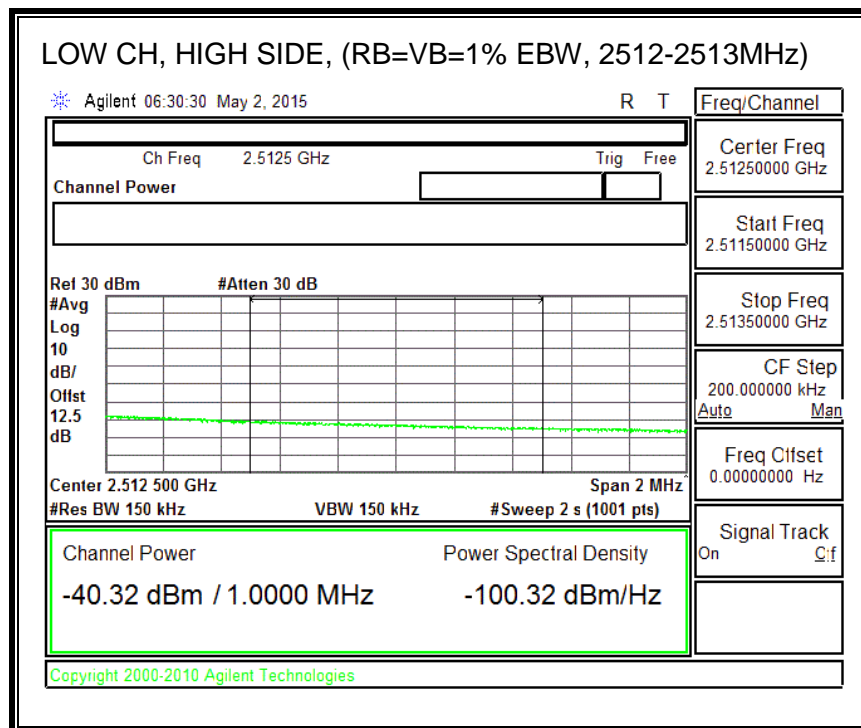 LOW CH, HIGH SIDE, (RB=VB=1% EBW, 2512-2513MHz)
Agilent 06:30:30 May 2, 2015 R T
Freq/Channel
Ch Freq 2.5125 GHz Trig Free
Channel Power
Center Freq
2.51250000 GHz
Start Freq
2.51150000 GHz
Stop Freq
2.51350000 GHz
CF Step
200.000000 kHz
Auto Man
Freq Offset
0.00000000 Hz
Signal Track
On Off
Ref 30 dBm #Atten 30 dB
#Avg
Log
10
dB/
Offst
12.5
dB
Center 2.512 500 GHz Span 2 MHz
#Res BW 150 kHz VBW 150 kHz #Sweep 2 s (1001 pts)
Channel Power Power Spectral Density
-40.32 dBm / 1.0000 MHz -100.32 dBm/Hz
Copyright 2000-2010 Agilent Technologies